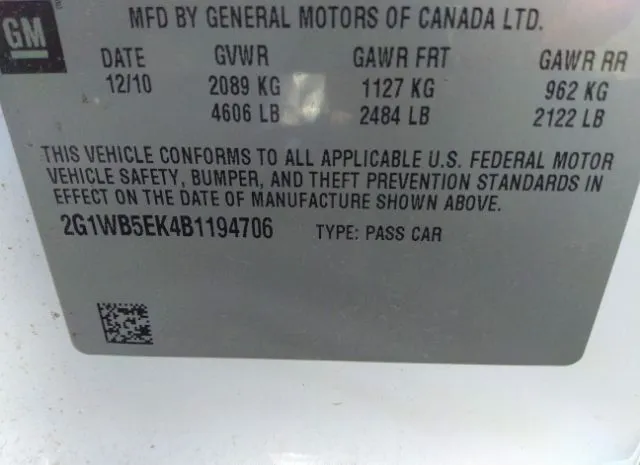 GM
MFD BY GENERAL MOTORS OF CANADA LTD.
DATE GVWR GAWR FRT GAWR RR
12/10 2089 KG 1127 KG 962 KG
4606 LB 2484 LB 2122 LB
THIS VEHICLE CONFORMS TO ALL APPLICABLE U.S. FEDERAL MOTOR
VEHICLE SAFETY, BUMPER, AND THEFT PREVENTION STANDARDS IN
EFFECT ON THE DATE OF MANUFACTURE SHOWN ABOVE.
2G1WB5EK4B1194706 TYPE: PASS CAR